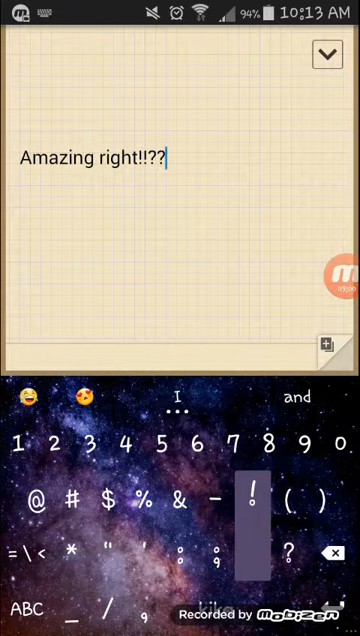 94% 10:13 AM
Amazing right!!??
I and
1 2 3 4 5 6 7 8 9 0
@ # $ % & - ! ( )
= \ < * " ' : ; ?
ABC _ / , kika
Recorded by mobizen